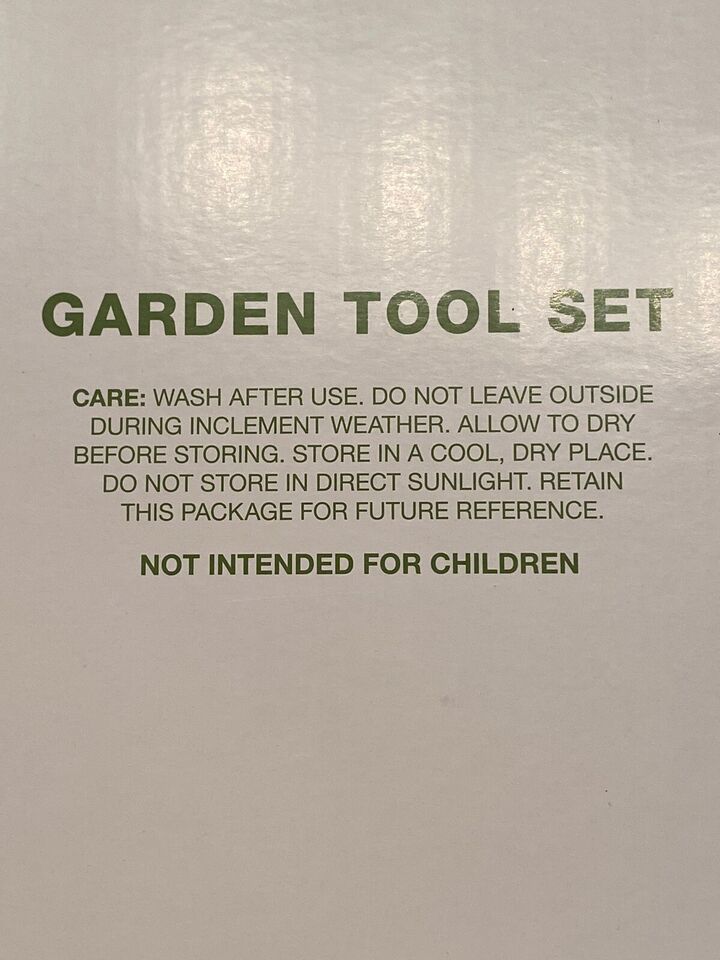 GARDEN TOOL SET
CARE: WASH AFTER USE. DO NOT LEAVE OUTSIDE
DURING INCLEMENT WEATHER. ALLOW TO DRY
BEFORE STORING. STORE IN A COOL, DRY PLACE.
DO NOT STORE IN DIRECT SUNLIGHT. RETAIN
THIS PACKAGE FOR FUTURE REFERENCE.
NOT INTENDED FOR CHILDREN